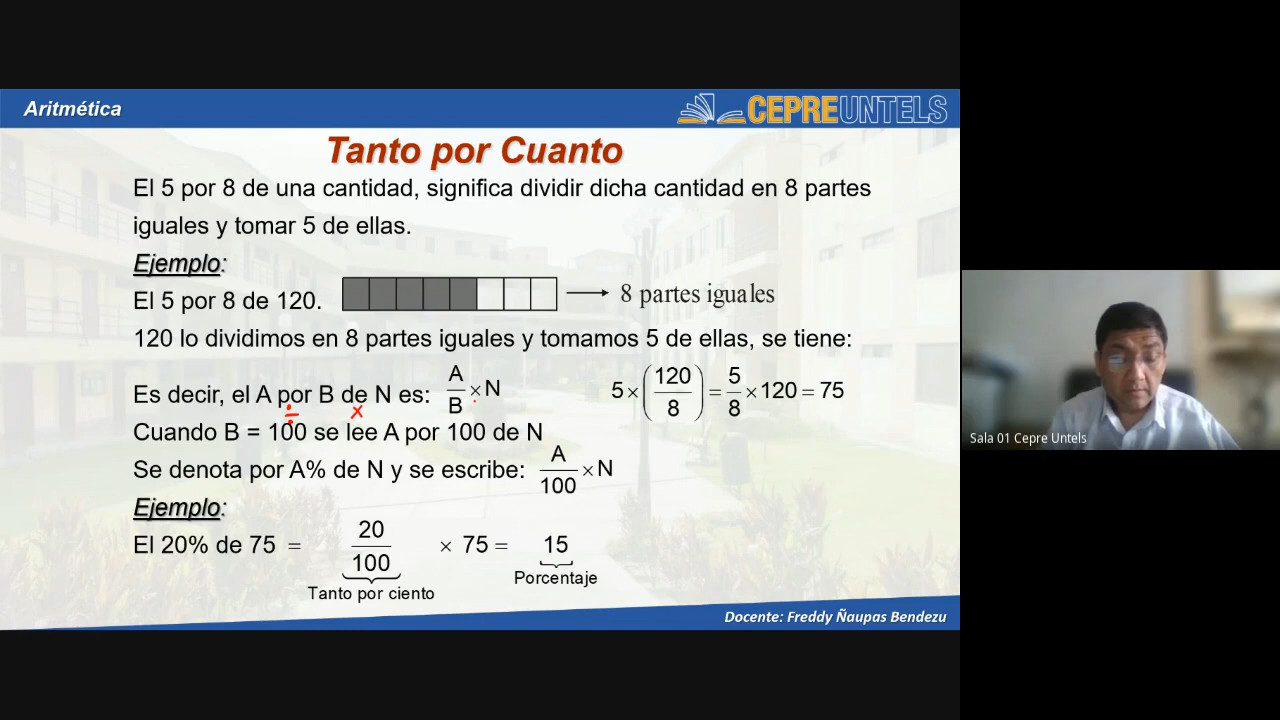 Aritmética
CEPREUNTELS
Tanto por Cuanto
El 5 por 8 de una cantidad, significa dividir dicha cantidad en 8 partes
iguales y tomar 5 de ellas.
Ejemplo:
El 5 por 8 de 120.
8 partes iguales
120 lo dividimos en 8 partes iguales y tomamos 5 de ellas, se tiene:
Es decir, el A por B de N es: A/B × N
5 × (120/8) = 5/8 × 120 = 75
÷ ×
Cuando B = 100 se lee A por 100 de N
Se denota por A% de N y se escribe: A/100 × N
Ejemplo:
El 20% de 75 = 20/100 × 75 = 15
Tanto por ciento
Porcentaje
Docente: Freddy Ñaupas Bendezu
Sala 01 Cepre Untels